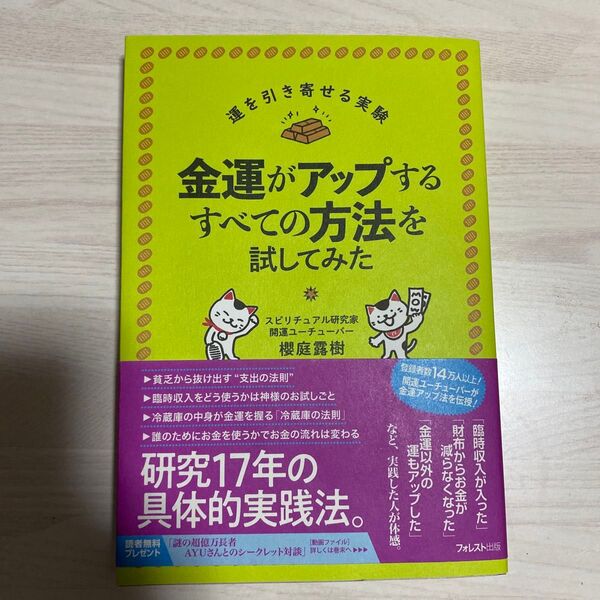 運を引き寄せる実験
金運がアップする
すべての方法を
試してみた
スピリチュアル研究家
開運ユーチューバー
櫻庭露樹
登録者数14万人以上!
開運ユーチューバーが
金運アップ法を伝授!
▶貧乏から抜け出す“支出の法則”
▶臨時収入をどう使うかは神様のお試しごと
▶冷蔵庫の中身が金運を握る「冷蔵庫の法則」
▶誰のためにお金を使うかでお金の流れは変わる
「臨時収入が入った」
「財布からお金が
減らなくなった」
「金運以外の
運もアップした」
など、実践した人が体感。
研究17年の
具体的実践法。
読者無料
プレゼント
「謎の超億万長者
AYUさんとのシークレット対談」
[動画ファイル]
詳しくは巻末へ▶▶▶
フォレスト出版